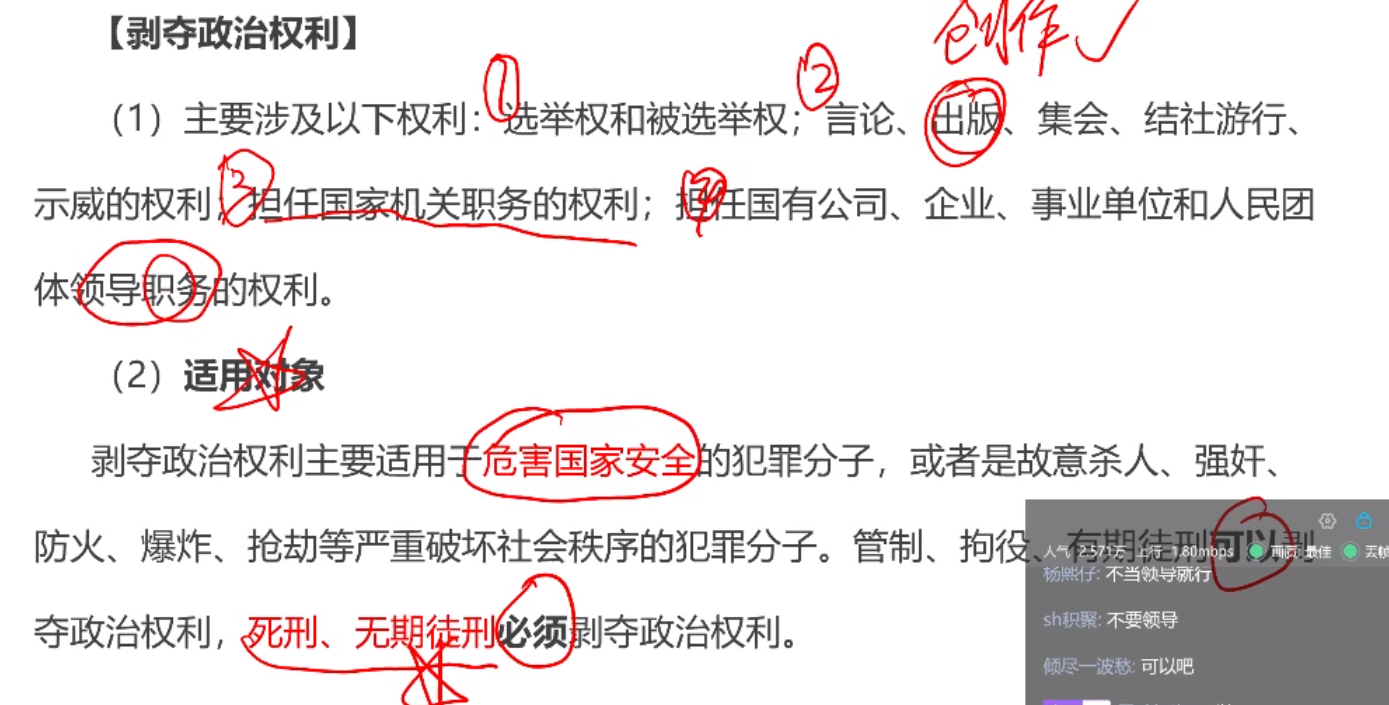 【剥夺政治权利】
创作
① ②
（1）主要涉及以下权利：选举权和被选举权；言论、出版、集会、结社游行、
③
示威的权利；担任国家机关职务的权利；担任国有公司、企业、事业单位和人民团
体领导职务的权利。
（2）适用对象
剥夺政治权利主要适用于危害国家安全的犯罪分子，或者是故意杀人、强奸、
防火、爆炸、抢劫等严重破坏社会秩序的犯罪分子。管制、拘役、有期徒刑可以剥
夺政治权利，死刑、无期徒刑必须剥夺政治权利。
人气 2.571万 上行 1.80mbps 画质 最佳 丢帧
杨熙仔: 不当领导就行
sh积聚: 不要领导
倾尽一波愁: 可以吧